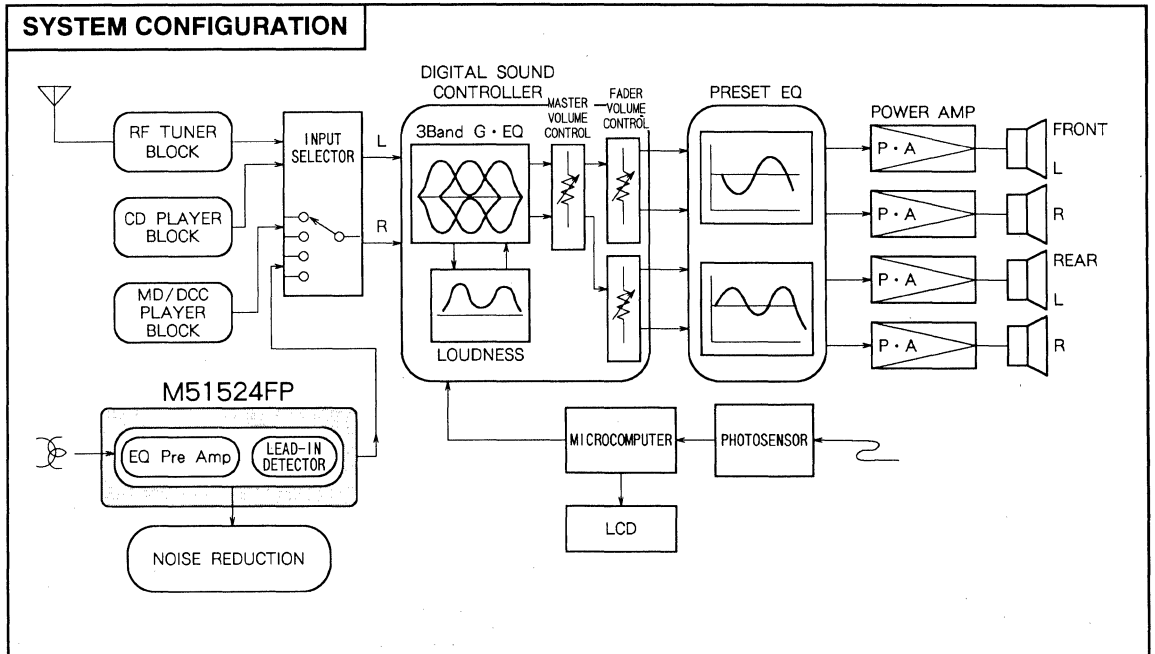 SYSTEM CONFIGURATION
DIGITAL SOUND
CONTROLLER
MASTER
VOLUME
CONTROL
FADER
VOLUME
CONTROL
PRESET EQ
POWER AMP
RF TUNER
BLOCK
INPUT
SELECTOR
L
3Band G・EQ
P・A
FRONT
L
CD PLAYER
BLOCK
R
P・A
R
MD/DCC
PLAYER
BLOCK
LOUDNESS
P・A
REAR
L
P・A
R
M51524FP
EQ Pre Amp
LEAD-IN
DETECTOR
MICROCOMPUTER
PHOTOSENSOR
LCD
NOISE REDUCTION